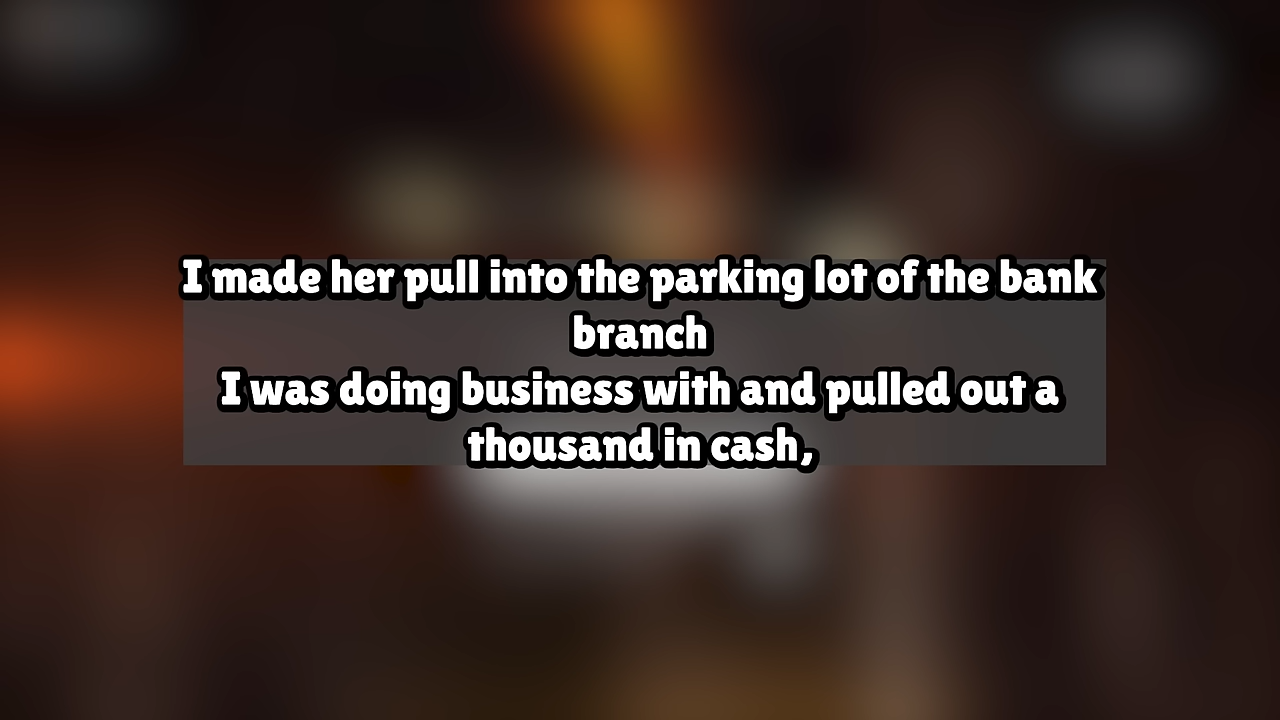 I made her pull into the parking lot of the bank
branch
I was doing business with and pulled out a
thousand in cash,